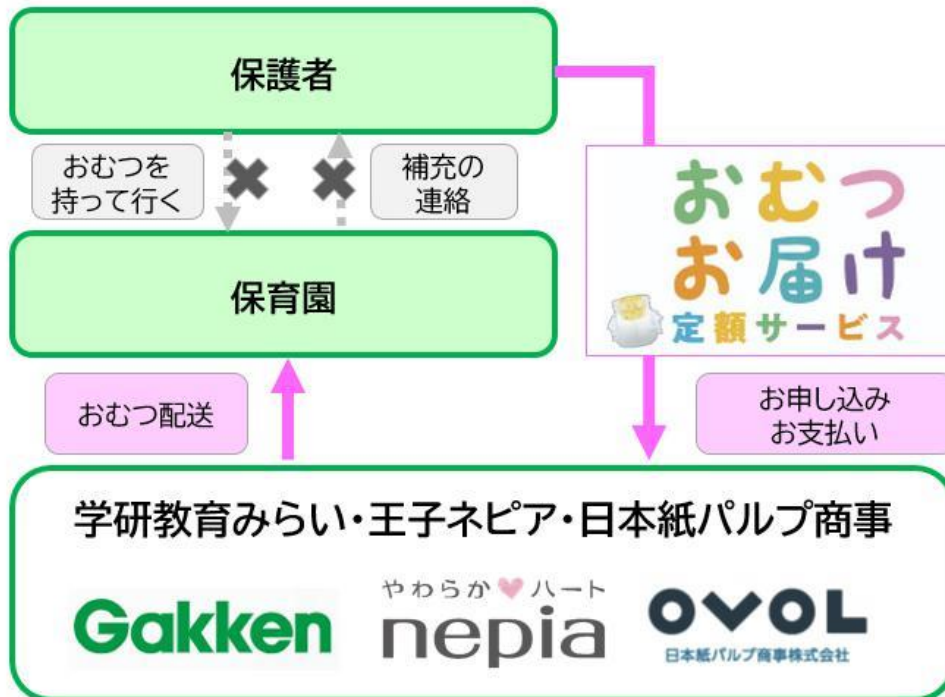 保護者
おむつを
持って行く
補充の
連絡
おむつ
お届け
定額サービス
保育園
おむつ配送
お申し込み
お支払い
学研教育みらい・王子ネピア・日本紙パルプ商事
Gakken
やわらか ハート
nepia
OVOL
日本紙パルプ商事株式会社